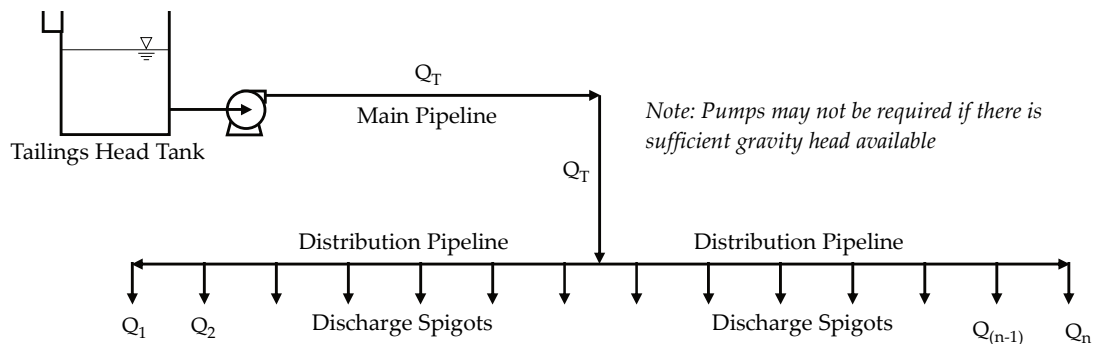 Q_T
Main Pipeline
Note: Pumps may not be required if there is
sufficient gravity head available
Tailings Head Tank
Q_T
Distribution Pipeline
Distribution Pipeline
Q_1
Q_2
Discharge Spigots
Discharge Spigots
Q_(n-1)
Q_n